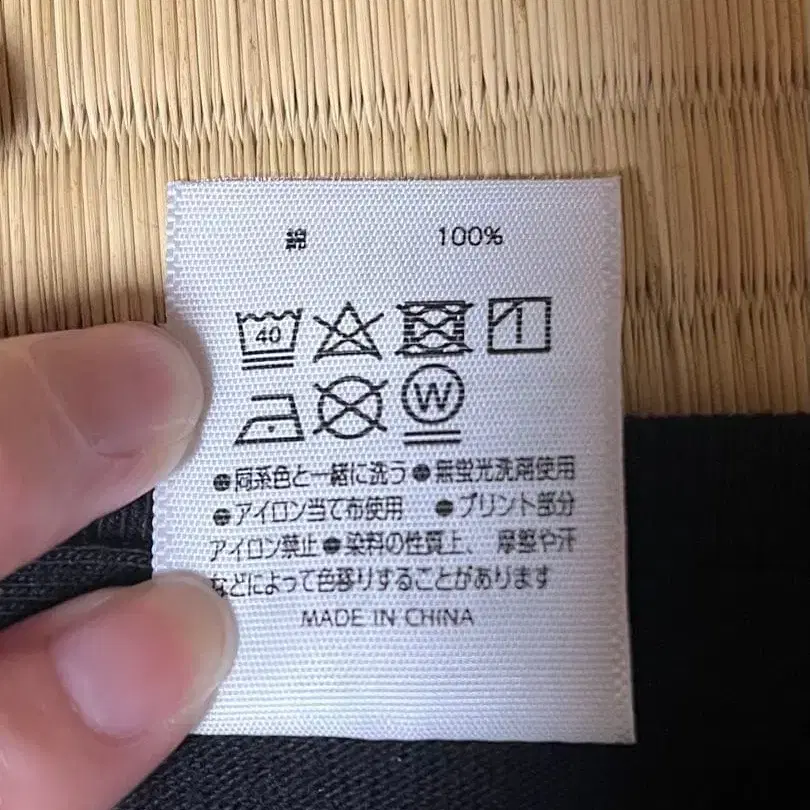 綿 100%
40
W
●同系色と一緒に洗う●無蛍光洗剤使用
●アイロン当て布使用 ●プリント部分
アイロン禁止●染料の性質上、摩擦や汗
などによって色移りすることがあります
MADE IN CHINA